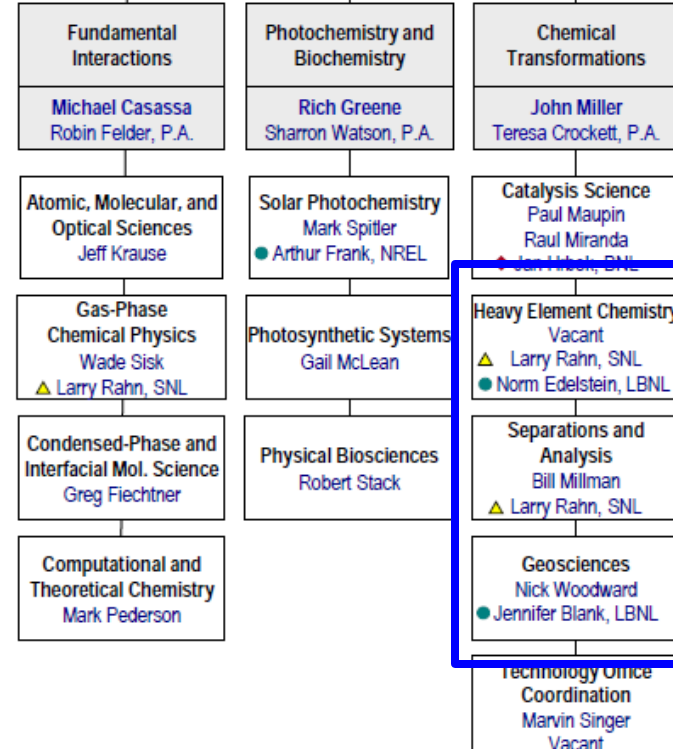 Fundamental
Interactions
Michael Casassa
Robin Felder, P.A.
Atomic, Molecular, and
Optical Sciences
Jeff Krause
Gas-Phase
Chemical Physics
Wade Sisk
Larry Rahn, SNL
Condensed-Phase and
Interfacial Mol. Science
Greg Fiechtner
Computational and
Theoretical Chemistry
Mark Pederson
Photochemistry and
Biochemistry
Rich Greene
Sharron Watson, P.A.
Solar Photochemistry
Mark Spitler
Arthur Frank, NREL
Photosynthetic Systems
Gail McLean
Physical Biosciences
Robert Stack
Chemical
Transformations
John Miller
Teresa Crockett, P.A.
Catalysis Science
Paul Maupin
Raul Miranda
Jan Hrbek, BNL
Heavy Element Chemistry
Vacant
Larry Rahn, SNL
Norm Edelstein, LBNL
Separations and
Analysis
Bill Millman
Larry Rahn, SNL
Geosciences
Nick Woodward
Jennifer Blank, LBNL
Technology Office
Coordination
Marvin Singer
Vacant